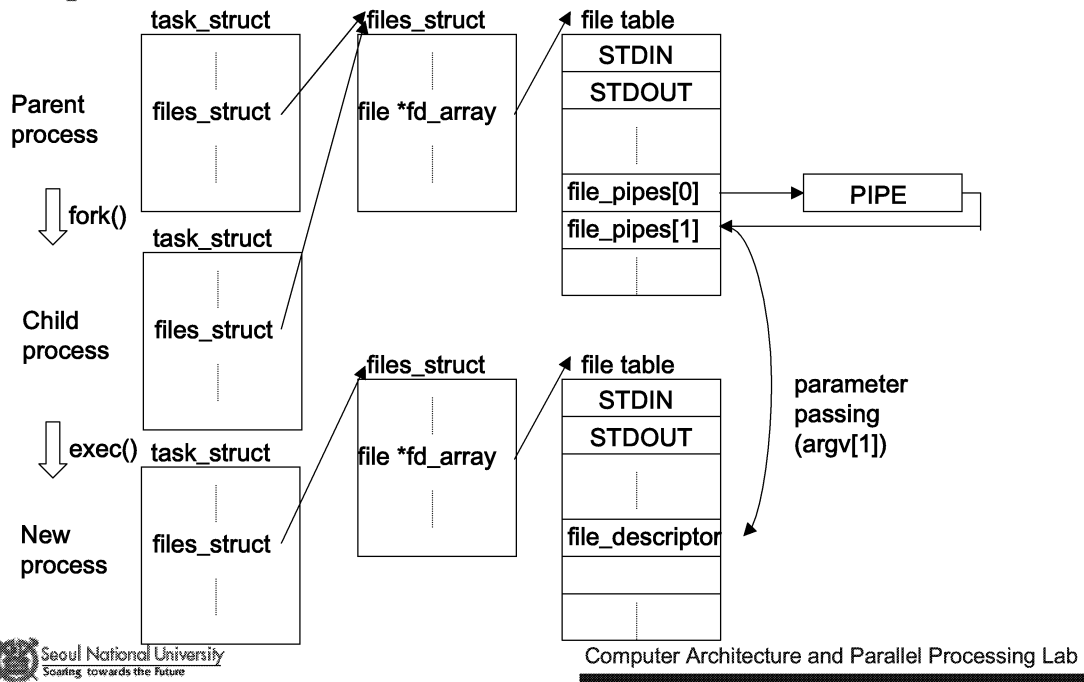 task_struct
files_struct
file table
STDIN
STDOUT
Parent
process
files_struct
file *fd_array
file_pipes[0]
PIPE
file_pipes[1]
fork()
task_struct
Child
process
files_struct
files_struct
file table
STDIN
STDOUT
parameter
passing
(argv[1])
exec()
task_struct
file *fd_array
New
process
files_struct
file_descriptor
Seoul National University
Soaring towards the Future
Computer Architecture and Parallel Processing Lab